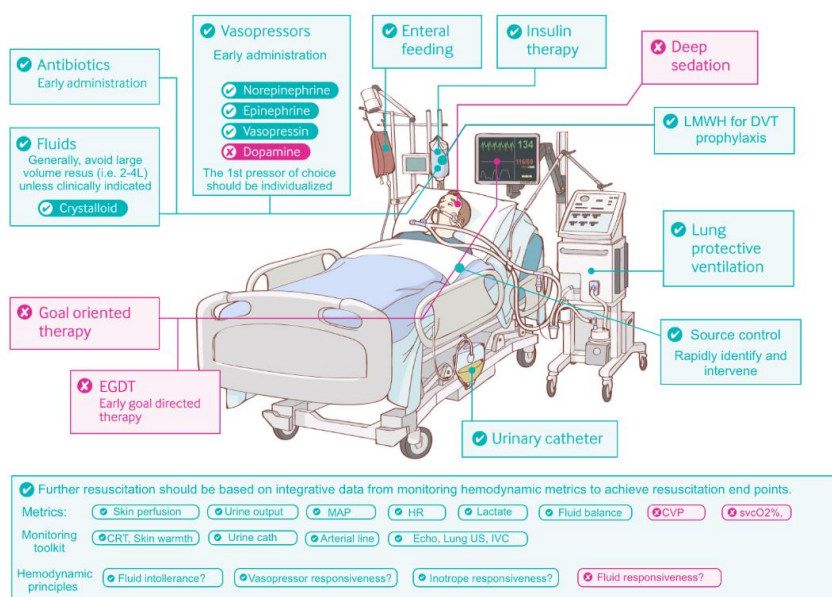 Antibiotics
Early administration
Fluids
Generally, avoid large
volume resus (i.e. 2-4L)
unless clinically indicated
Crystalloid
Vasopressors
Early administration
Norepinephrine
Epinephrine
Vasopressin
Dopamine
The 1st pressor of choice
should be individualized
Enteral
feeding
Insulin
therapy
Deep
sedation
LMWH for DVT
prophylaxis
134
116/59
Lung
protective
ventilation
Source control
Rapidly identify and
intervene
Goal oriented
therapy
EGDT
Early goal directed
therapy
Urinary catheter
Further resuscitation should be based on integrative data from monitoring hemodynamic metrics to achieve resuscitation end points.
Metrics: Skin perfusion Urine output MAP HR Lactate Fluid balance CVP svcO2%,
Monitoring
toolkit
CRT, Skin warmth Urine cath Arterial line Echo, Lung US, IVC
Hemodynamic
principles
Fluid intollerance? Vasopressor responsiveness? Inotrope responsiveness? Fluid responsiveness?